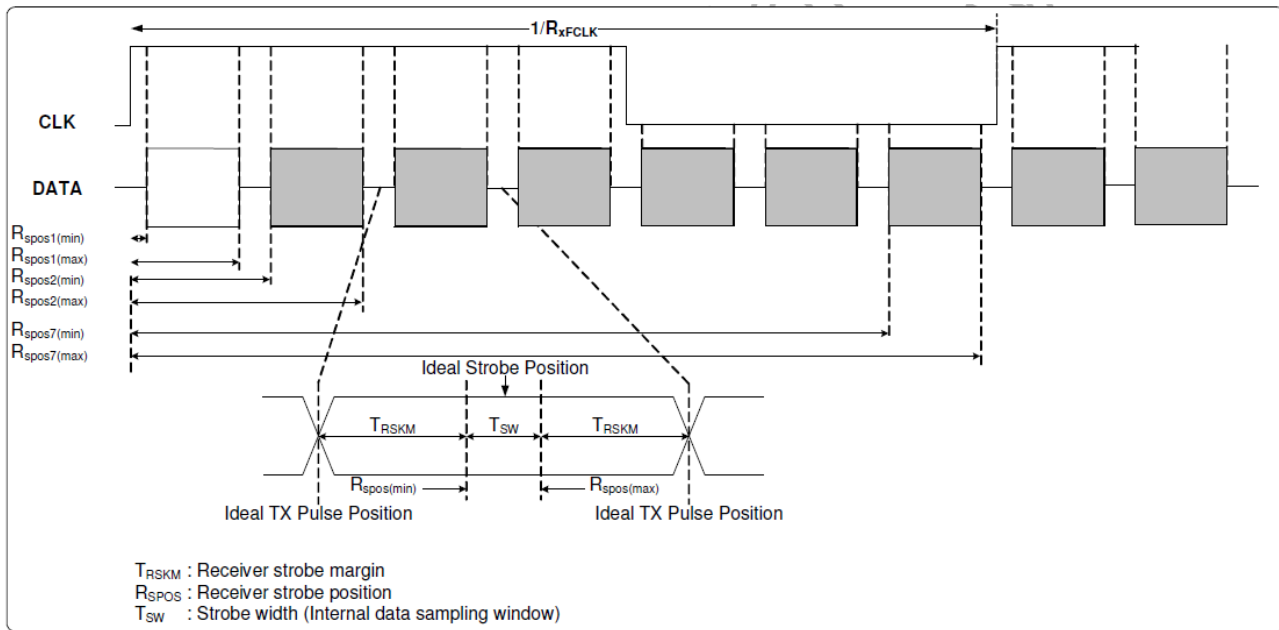 1/RxFCLK
CLK
DATA
Rspos1(min)
Rspos1(max)
Rspos2(min)
Rspos2(max)
Rspos7(min)
Rspos7(max)
Ideal Strobe Position
TRSKM TSW TRSKM
Rspos(min) Rspos(max)
Ideal TX Pulse Position Ideal TX Pulse Position
TRSKM : Receiver strobe margin
RSPOS : Receiver strobe position
TSW : Strobe width (Internal data sampling window)